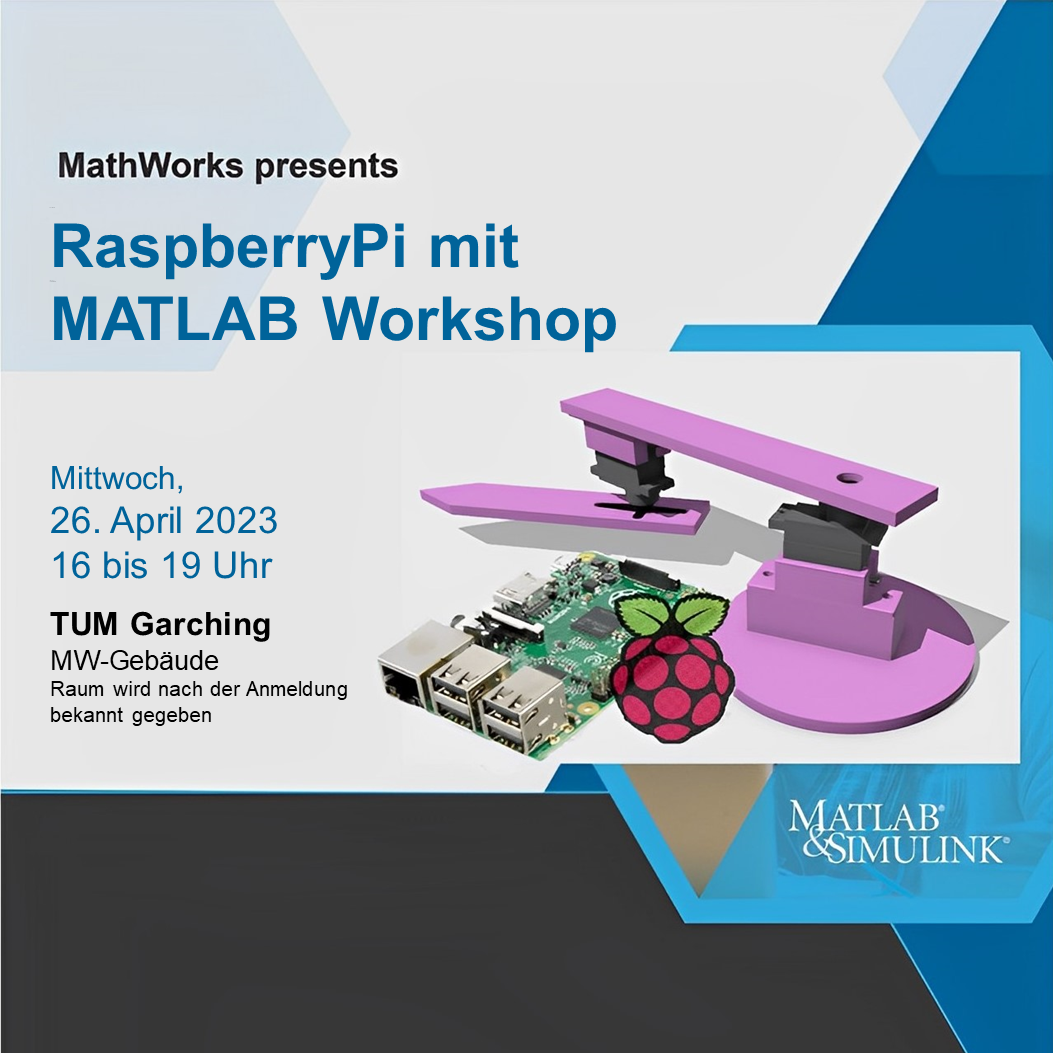 MathWorks presents
RaspberryPi mit
MATLAB Workshop
Mittwoch,
26. April 2023
16 bis 19 Uhr
TUM Garching
MW-Gebäude
Raum wird nach der Anmeldung
bekannt gegeben
MATLAB®
&SIMULINK®